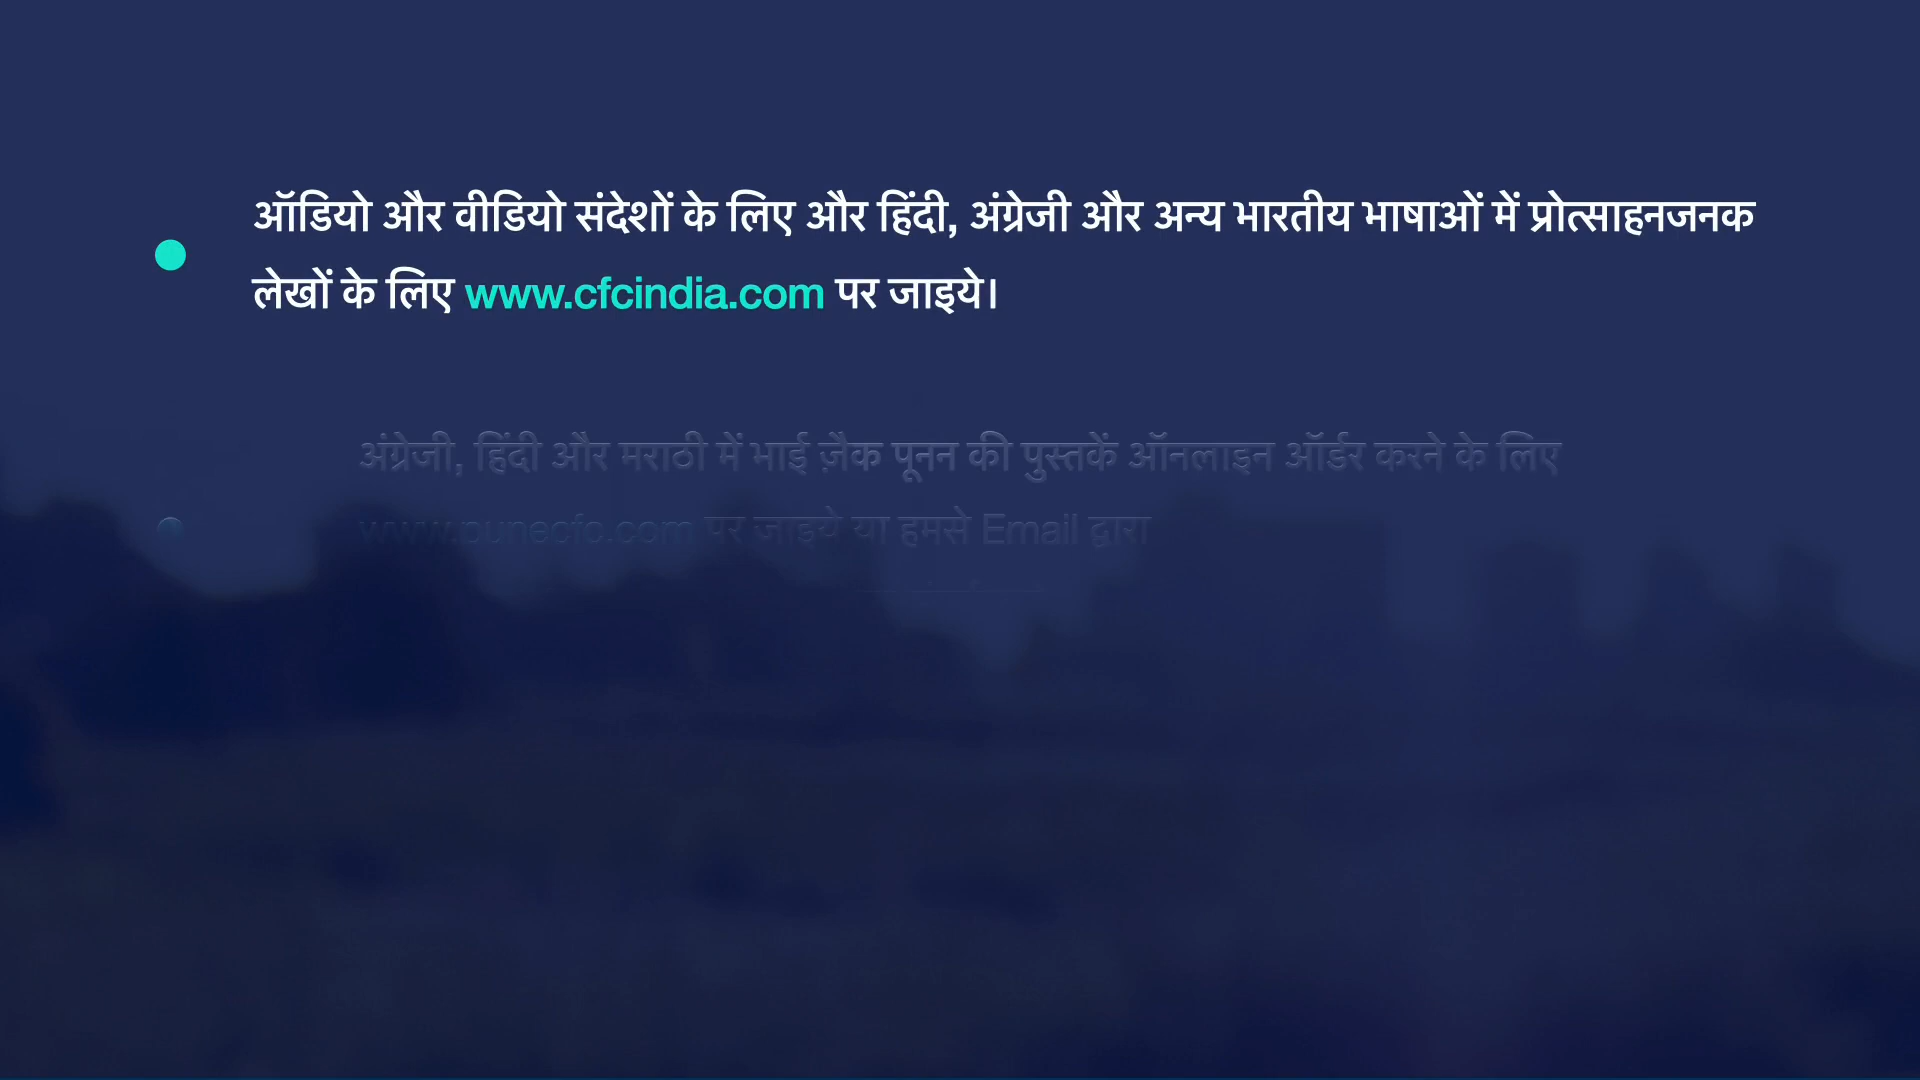 ऑडियो और वीडियो संदेशों के लिए और हिंदी, अंग्रेजी और अन्य भारतीय भाषाओं में प्रोत्साहनजनक
लेखों के लिए www.cfcindia.com पर जाइये।
अंग्रेजी, हिंदी और मराठी में भाई ज़ैक पूनन की पुस्तकें ऑनलाइन ऑर्डर करने के लिए
www.punecfc.com पर जाइये या हमसे Email द्वारा